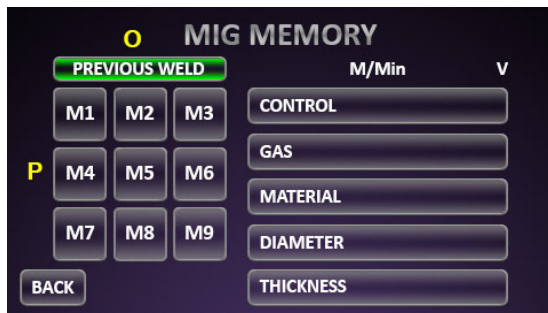 O MIG MEMORY
PREVIOUS WELD M/Min V
M1 M2 M3 CONTROL
GAS
P M4 M5 M6
MATERIAL
M7 M8 M9 DIAMETER
BACK THICKNESS